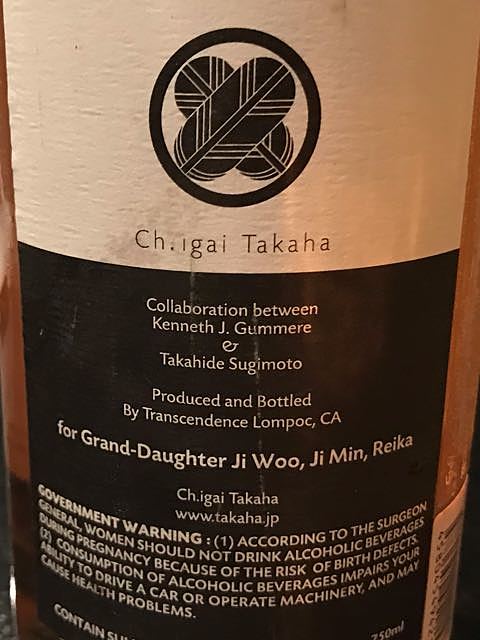 Ch.igai Takaha
Collaboration between
Kenneth J. Gummere
&
Takahide Sugimoto
Produced and Bottled
By Transcendence Lompoc, CA
for Grand-Daughter Ji Woo, Ji Min, Reika
Ch.igai Takaha
www.takaha.jp
GOVERNMENT WARNING : (1) ACCORDING TO THE SURGEON
GENERAL, WOMEN SHOULD NOT DRINK ALCOHOLIC BEVERAGES
DURING PREGNANCY BECAUSE OF THE RISK OF BIRTH DEFECTS.
(2) CONSUMPTION OF ALCOHOLIC BEVERAGES IMPAIRS YOUR
ABILITY TO DRIVE A CAR OR OPERATE MACHINERY, AND MAY
CAUSE HEALTH PROBLEMS.
CONTAIN
750ml